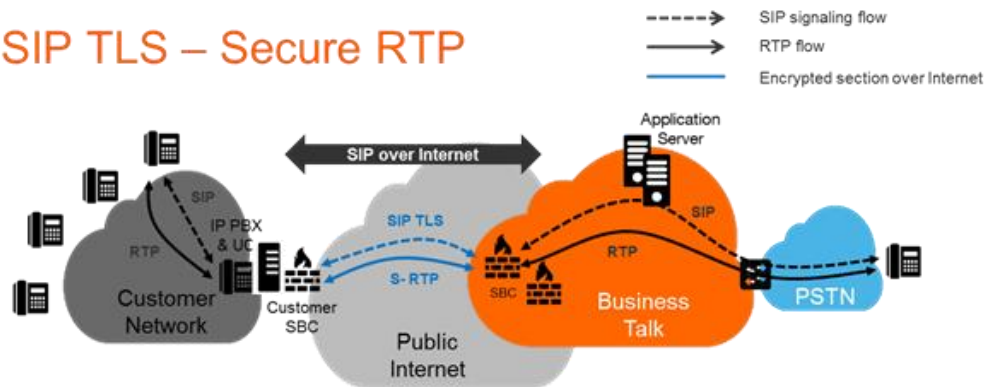 SIP TLS – Secure RTP
SIP signaling flow
RTP flow
Encrypted section over Internet
Application
Server
SIP over Internet
SIP
RTP
IP PBX
& UC
Customer
Network
Customer
SBC
SIP TLS
S- RTP
Public
Internet
SBC
SIP
RTP
Business
Talk
PSTN